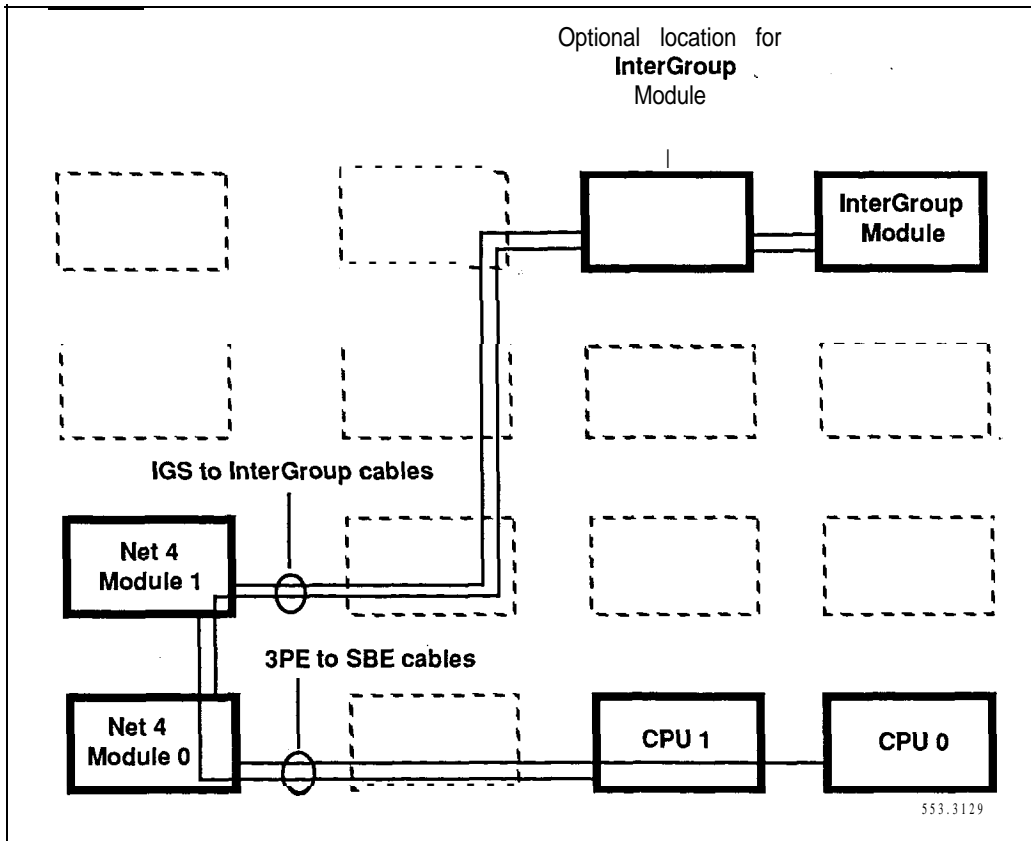 Optional location for
InterGroup
Module
InterGroup
Module
IGS to InterGroup cables
Net 4
Module 1
3PE to SBE cables
Net 4
Module 0
CPU 1
CPU 0
553.3129